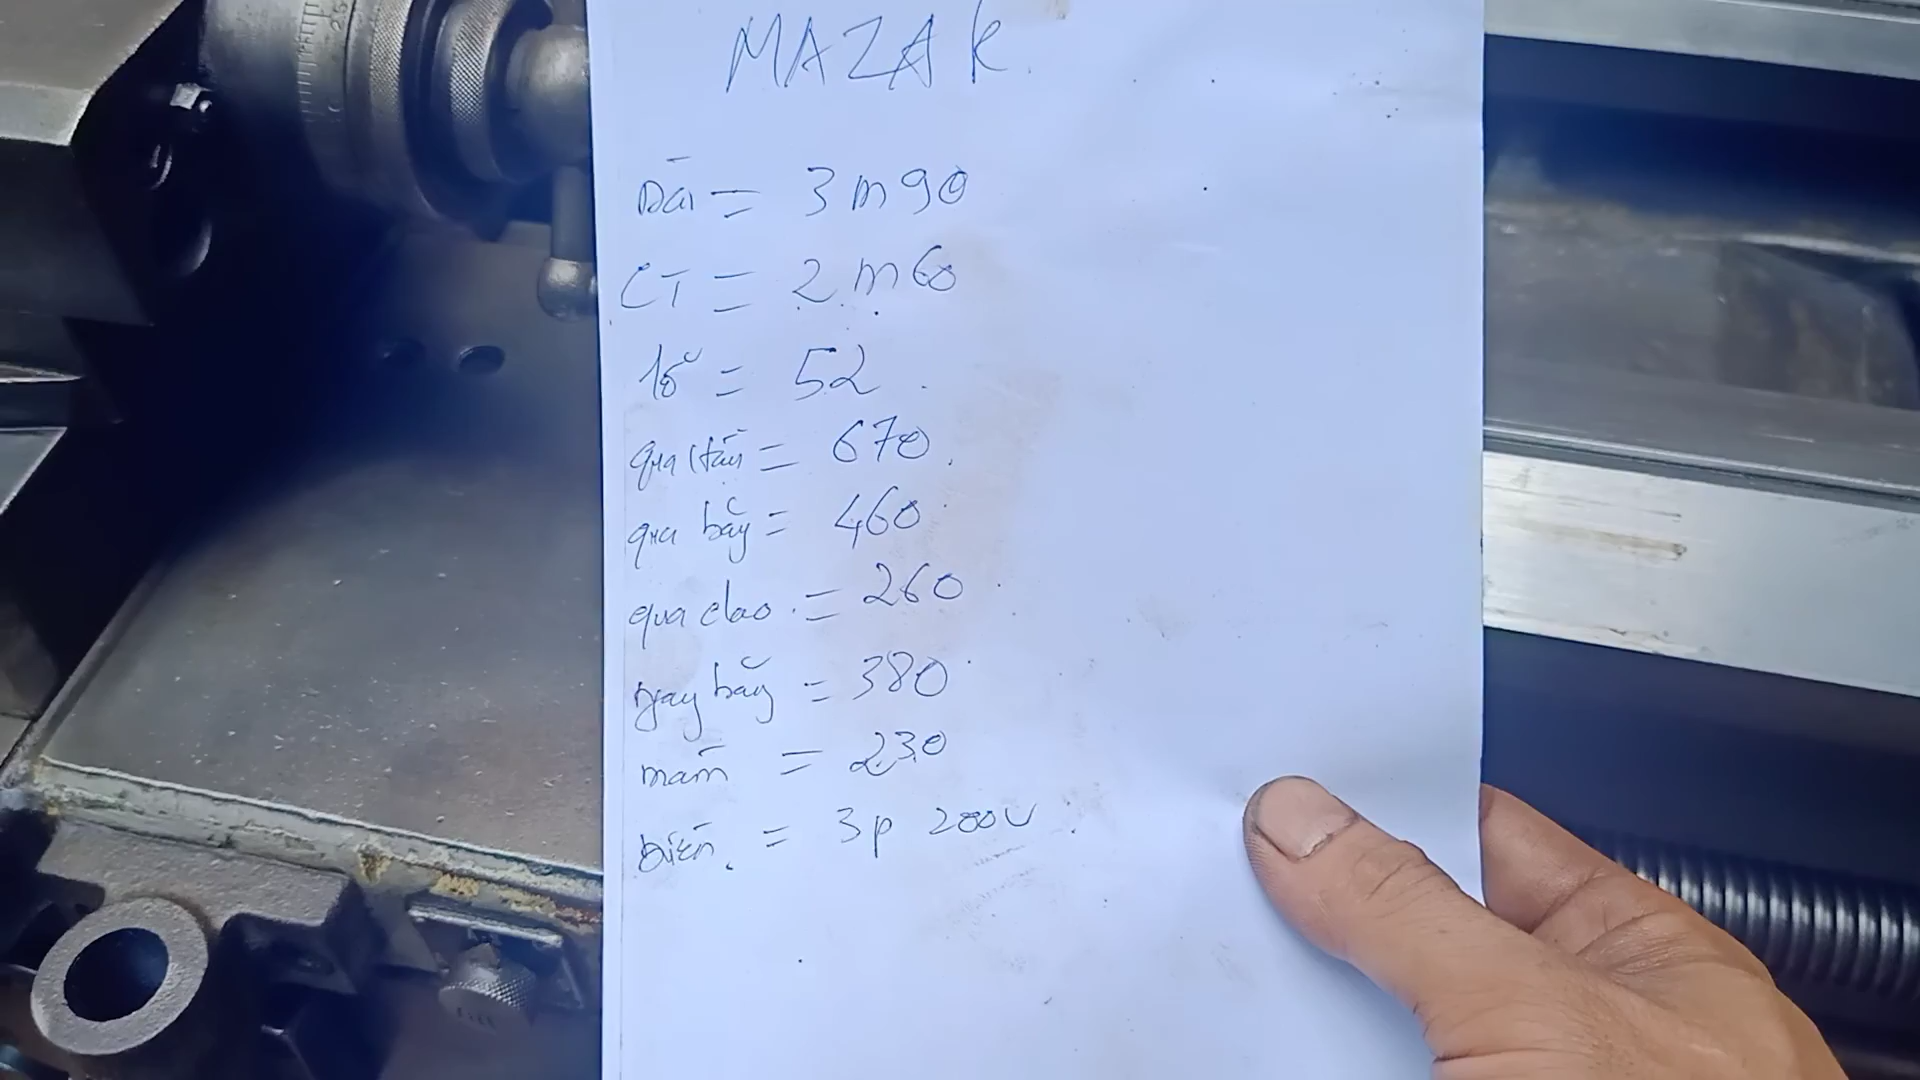 MAZAK.
Dài = 3m90
CT = 2m60
lỗ = 52
qua trần = 670
qua băng = 460
qua dao = 260
ngay băng = 380
mâm = 230
Điện = 3p 200V